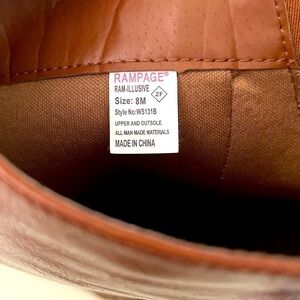 RAMPAGE®
RAM-ILLUSIVE
ZF
Size: 8M
Style No:WS131B
UPPER AND OUTSOLE
ALL MAN MADE MATERIALS
MADE IN CHINA